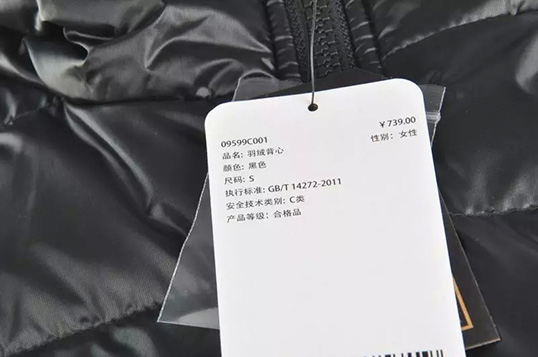 09599C001
¥ 739.00
品名: 羽绒背心
性别: 女性
颜色: 黑色
尺码: S
执行标准: GB/T 14272-2011
安全技术类别: C类
产品等级: 合格品